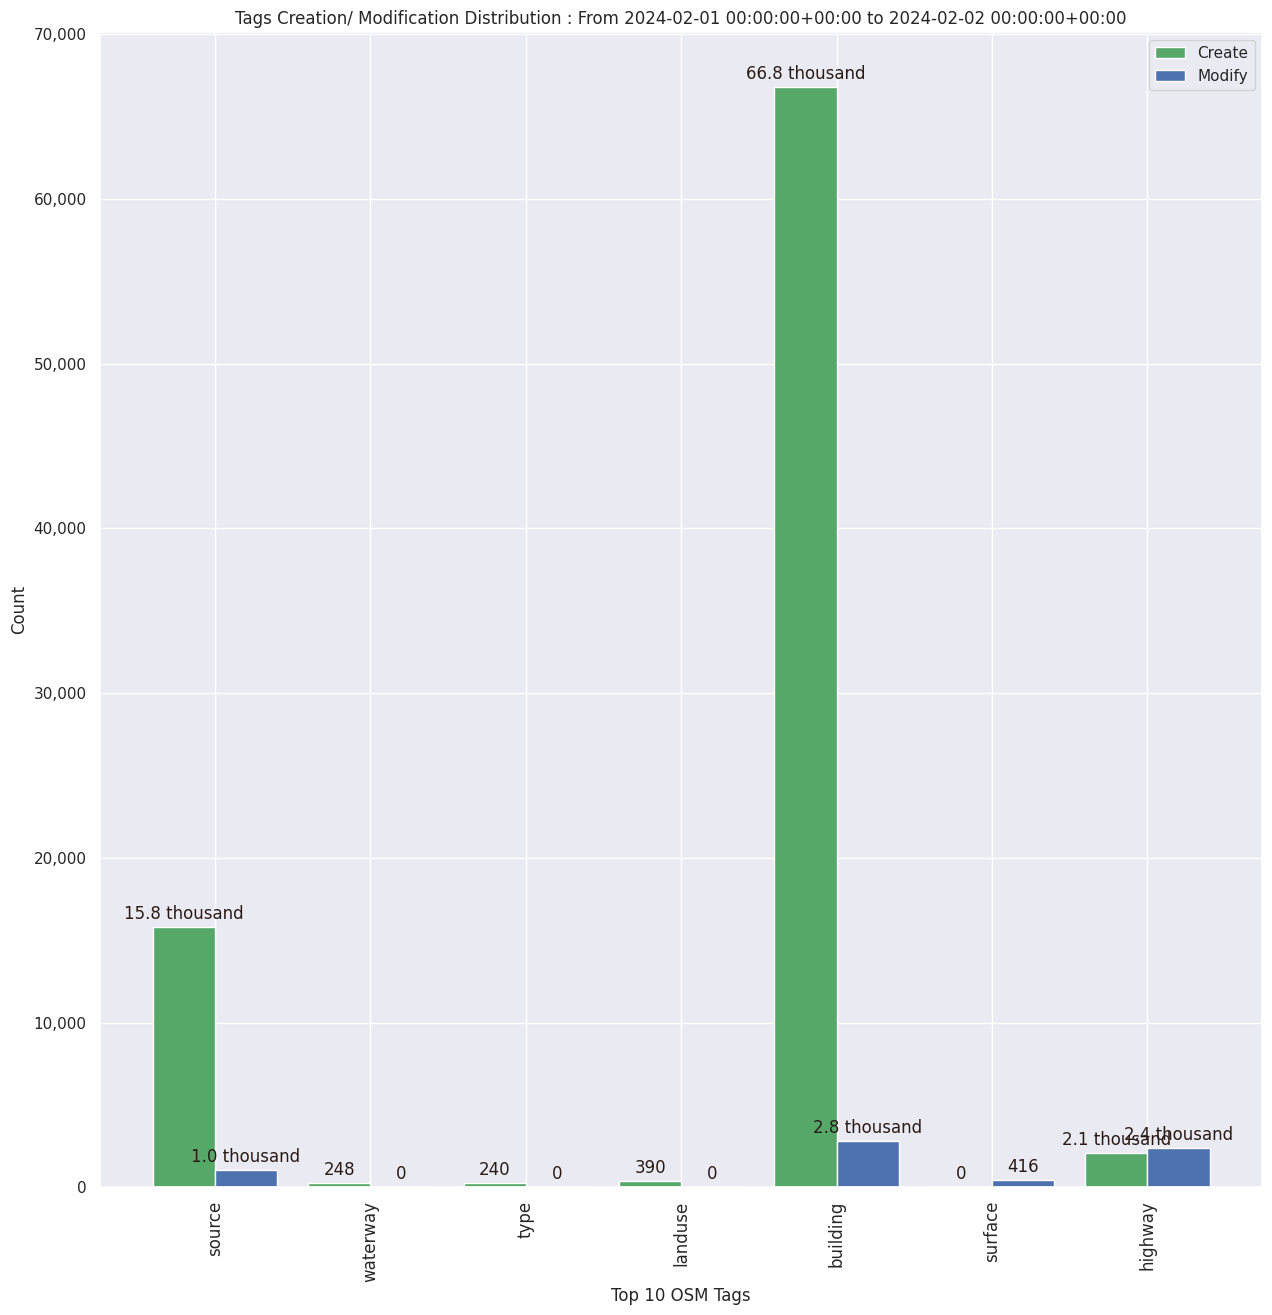 Tags Creation/ Modification Distribution : From 2024-02-01 00:00:00+00:00 to 2024-02-02 00:00:00+00:00
Create
Modify
70,000
60,000
50,000
40,000
30,000
20,000
10,000
0
Count
15.8 thousand
1.0 thousand
248
0
240
0
390
0
66.8 thousand
2.8 thousand
0
416
2.1 thousand
2.4 thousand
source
waterway
type
landuse
building
surface
highway
Top 10 OSM Tags